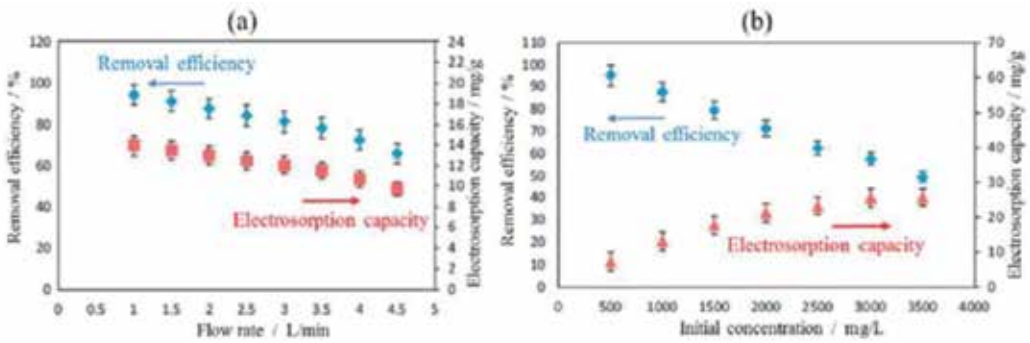 (a)
120
100
80
60
40
20
0
Removal efficiency / %
24
22
20
18
16
14
12
10
8
6
4
2
0
Electrosorption capacity / mg/g
Removal efficiency
Electrosorption capacity
0 1 1.5 2 2.5 3 3.5 4 4.5 5
Flow rate / L/min
(b)
110
100
90
80
70
60
50
40
30
20
10
0
Removal efficiency / %
70
60
50
40
30
20
10
0
Electrosorption capacity / mg/g
Removal efficiency
Electrosorption capacity
0 500 1000 1500 2000 2500 3000 3500 4000
Initial concentration / mg/L